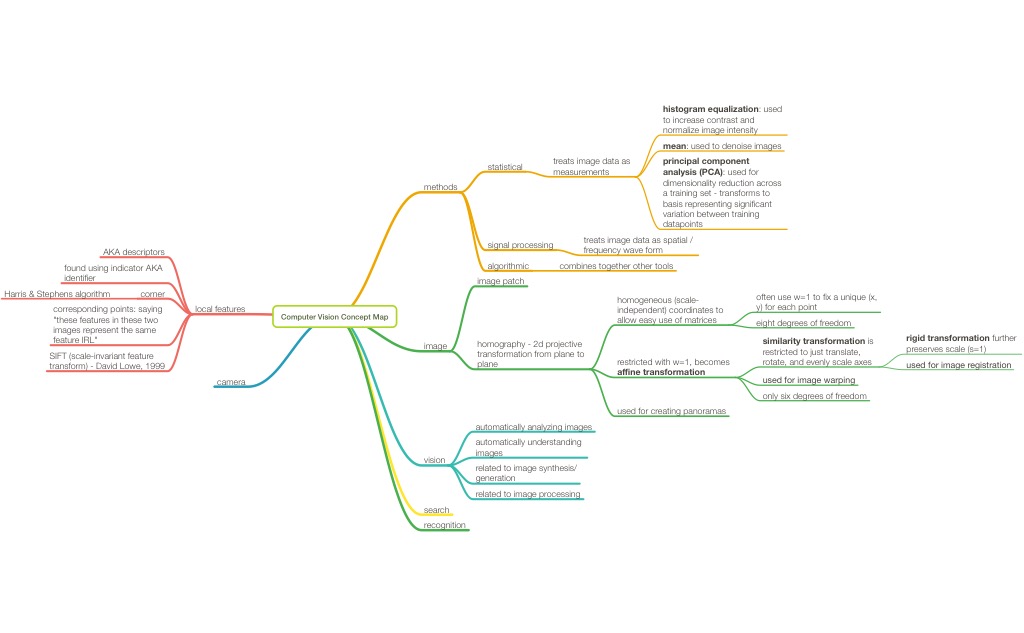 Computer Vision Concept Map
methods
statistical
treats image data as
measurements
histogram equalization: used
to increase contrast and
normalize image intensity
mean: used to denoise images
principal component
analysis (PCA): used for
dimensionality reduction across
a training set - transforms to
basis representing significant
variation between training
datapoints
signal processing
treats image data as spatial /
frequency wave form
algorithmic
combines together other tools
image
image patch
homography - 2d projective
transformation from plane to
plane
homogeneous (scale-
independent) coordinates to
allow easy use of matrices
often use w=1 to fix a unique (x,
y) for each point
eight degrees of freedom
restricted with w=1, becomes
affine transformation
similarity transformation is
restricted to just translate,
rotate, and evenly scale axes
rigid transformation further
preserves scale (s=1)
used for image registration
used for image warping
only six degrees of freedom
used for creating panoramas
vision
automatically analyzing images
automatically understanding
images
related to image synthesis/
generation
related to image processing
search
recognition
local features
AKA descriptors
found using indicator AKA
identifier
corner
Harris & Stephens algorithm
corresponding points: saying
"these features in these two
images represent the same
feature IRL"
SIFT (scale-invariant feature
transform) - David Lowe, 1999
camera